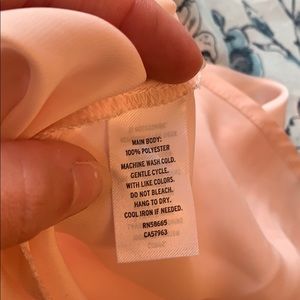 MAIN BODY:
100% POLYESTER
MACHINE WASH COLD.
GENTLE CYCLE.
WITH LIKE COLORS.
DO NOT BLEACH.
HANG TO DRY.
COOL IRON IF NEEDED.
RN58665
CA57963